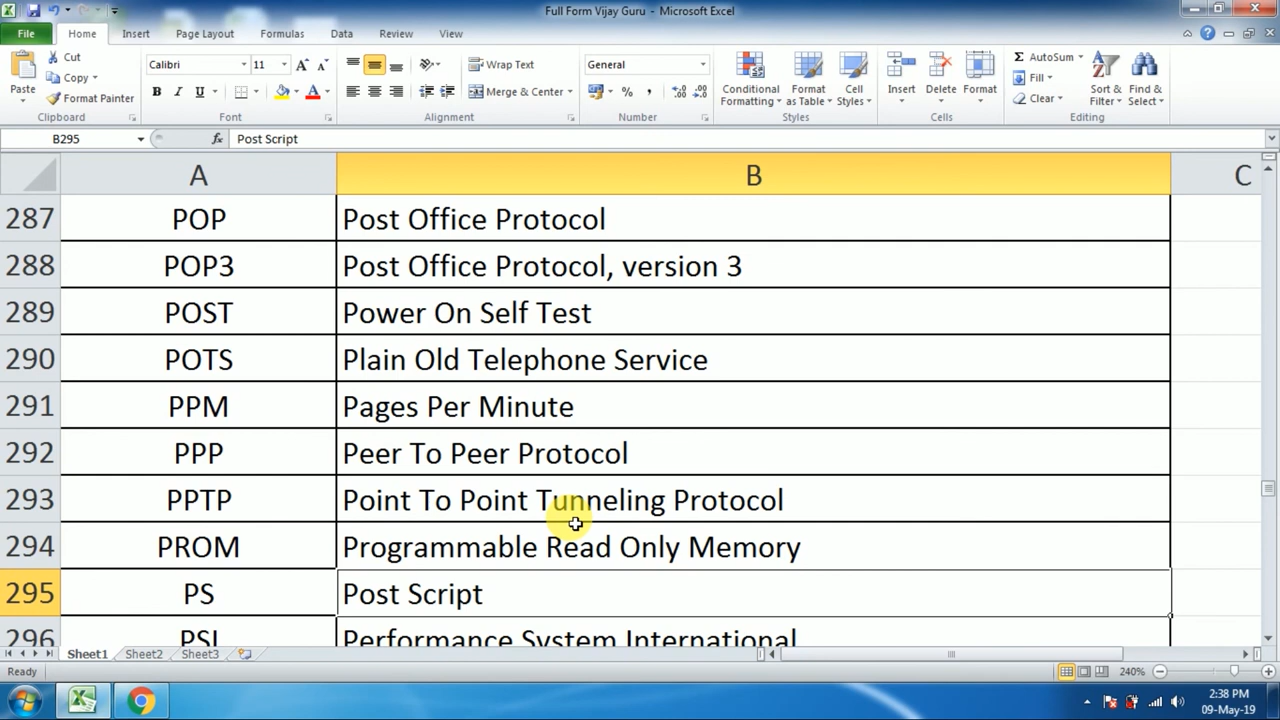 Full Form Vijay Guru - Microsoft Excel
File Home Insert Page Layout Formulas Data Review View
Cut
Copy
Format Painter
Paste
Clipboard
Calibri 11
B I U
Font
Wrap Text
Merge & Center
Alignment
General
%
Number
Conditional Formatting
Format as Table
Cell Styles
Styles
Insert Delete Format
Cells
Σ AutoSum
Fill
Clear
Sort & Filter
Find & Select
Editing
B295 fx Post Script
A B C
287 POP Post Office Protocol
288 POP3 Post Office Protocol, version 3
289 POST Power On Self Test
290 POTS Plain Old Telephone Service
291 PPM Pages Per Minute
292 PPP Peer To Peer Protocol
293 PPTP Point To Point Tunneling Protocol
294 PROM Programmable Read Only Memory
295 PS Post Script
296 PSI Performance System International
Sheet1 Sheet2 Sheet3
Ready 240%
2:38 PM
09-May-19